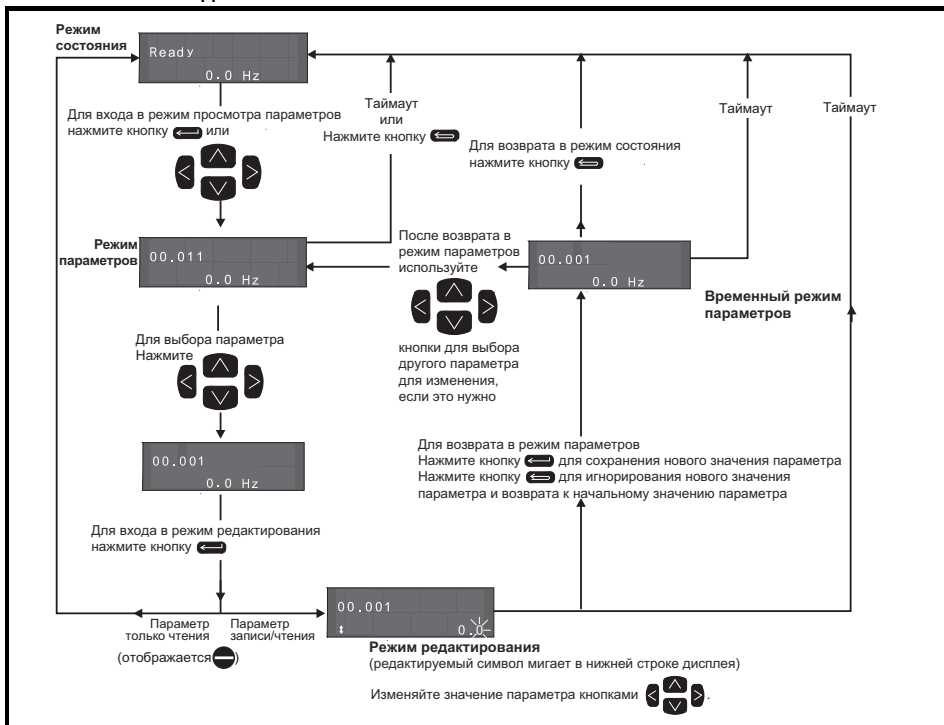 Режим
состояния
Ready
0.0 Hz
Для входа в режим просмотра параметров
нажмите кнопку или
Таймаут
или
Нажмите кнопку
Для возврата в режим состояния
нажмите кнопку
Таймаут
Таймаут
Режим
параметров
00.011
0.0 Hz
После возврата в
режим параметров
используйте
кнопки для выбора
другого параметра
для изменения,
если это нужно
00.001
0.0 Hz
Временный режим
параметров
Для выбора параметра
Нажмите
00.001
0.0 Hz
Для возврата в режим параметров
Нажмите кнопку для сохранения нового значения параметра
Нажмите кнопку для игнорирования нового значения
параметра и возврата к начальному значению параметра
Для входа в режим редактирования
нажмите кнопку
Параметр
только чтения
(отображается )
Параметр
записи/чтения
00.001
0.0
Режим редактирования
(редактируемый символ мигает в нижней строке дисплея)
Изменяйте значение параметра кнопками .